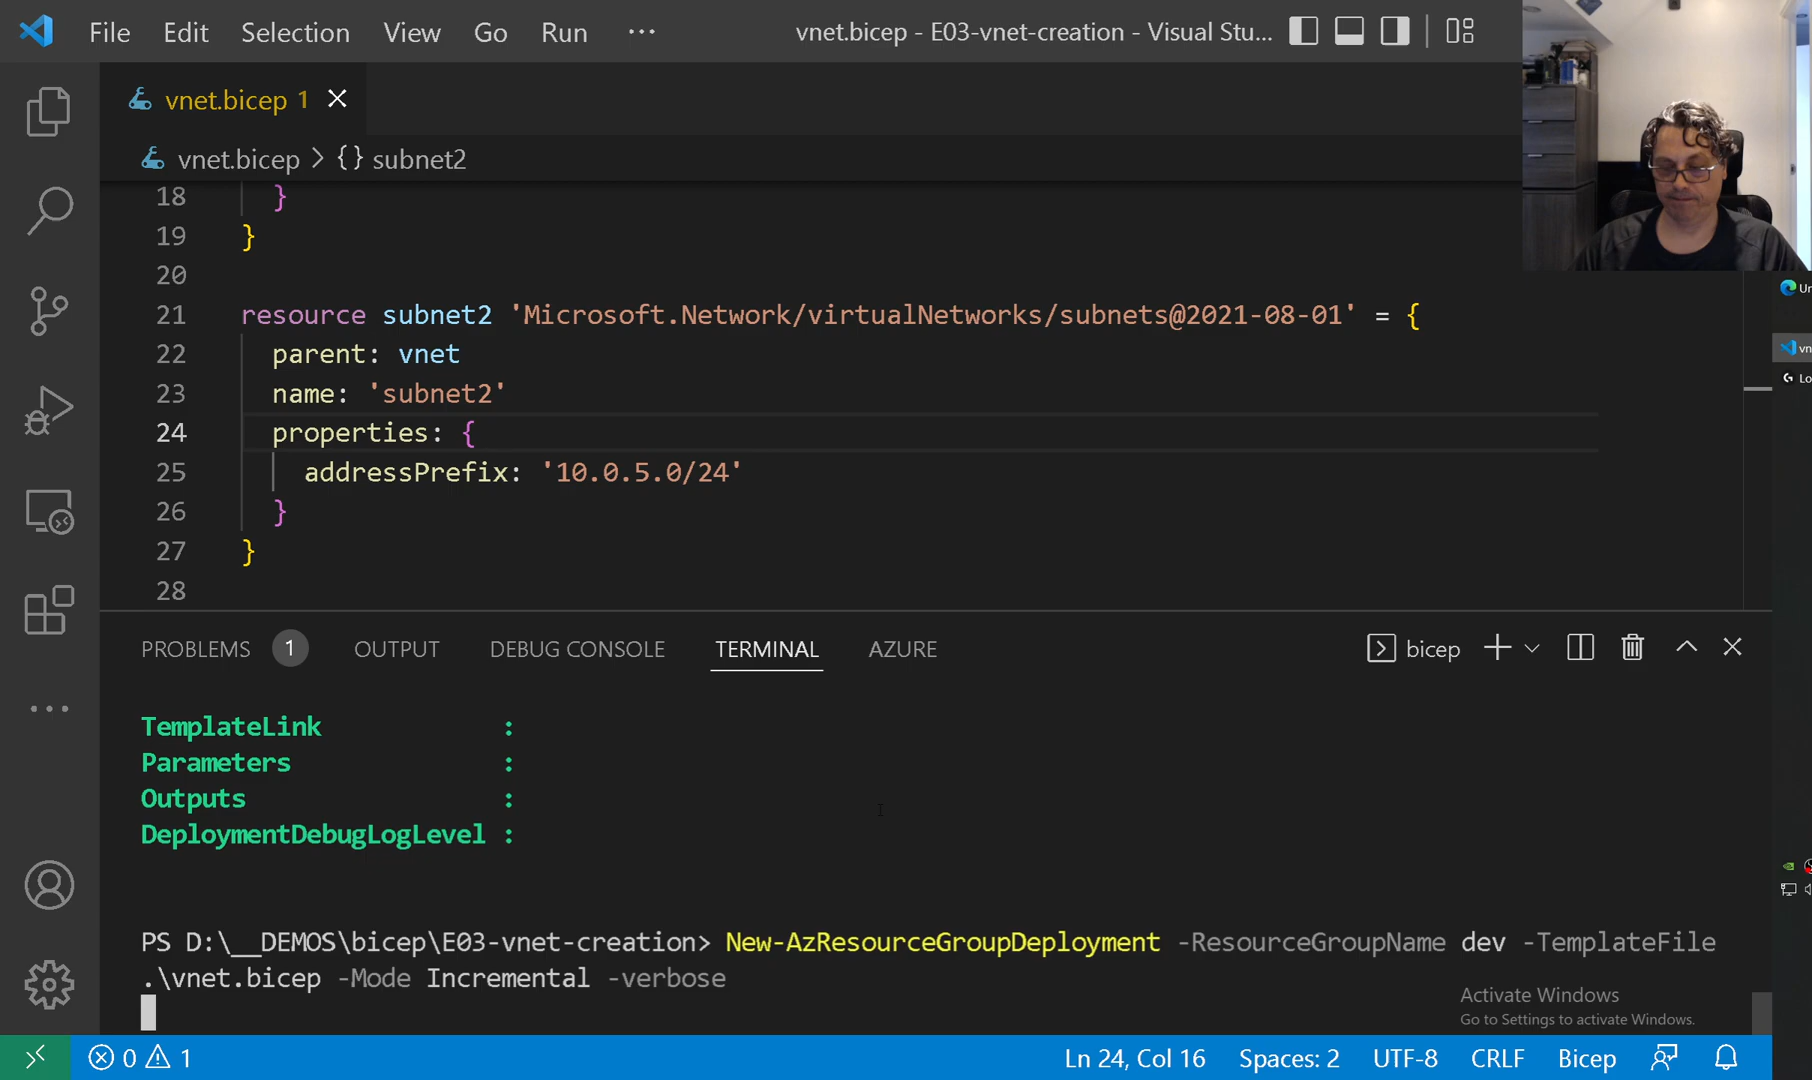 File Edit Selection View Go Run ···
vnet.bicep - E03-vnet-creation - Visual Stu...
vnet.bicep 1
vnet.bicep > {} subnet2
18 }
19 }
20
21 resource subnet2 'Microsoft.Network/virtualNetworks/subnets@2021-08-01' = {
22 parent: vnet
23 name: 'subnet2'
24 properties: {
25 addressPrefix: '10.0.5.0/24'
26 }
27 }
28
PROBLEMS 1 OUTPUT DEBUG CONSOLE TERMINAL AZURE
bicep
TemplateLink :
Parameters :
Outputs :
DeploymentDebugLogLevel :
PS D:\__DEMOS\bicep\E03-vnet-creation> New-AzResourceGroupDeployment -ResourceGroupName dev -TemplateFile
.\vnet.bicep -Mode Incremental -verbose
Activate Windows
Go to Settings to activate Windows.
0 1
Ln 24, Col 16 Spaces: 2 UTF-8 CRLF Bicep
Un
vn
Lo